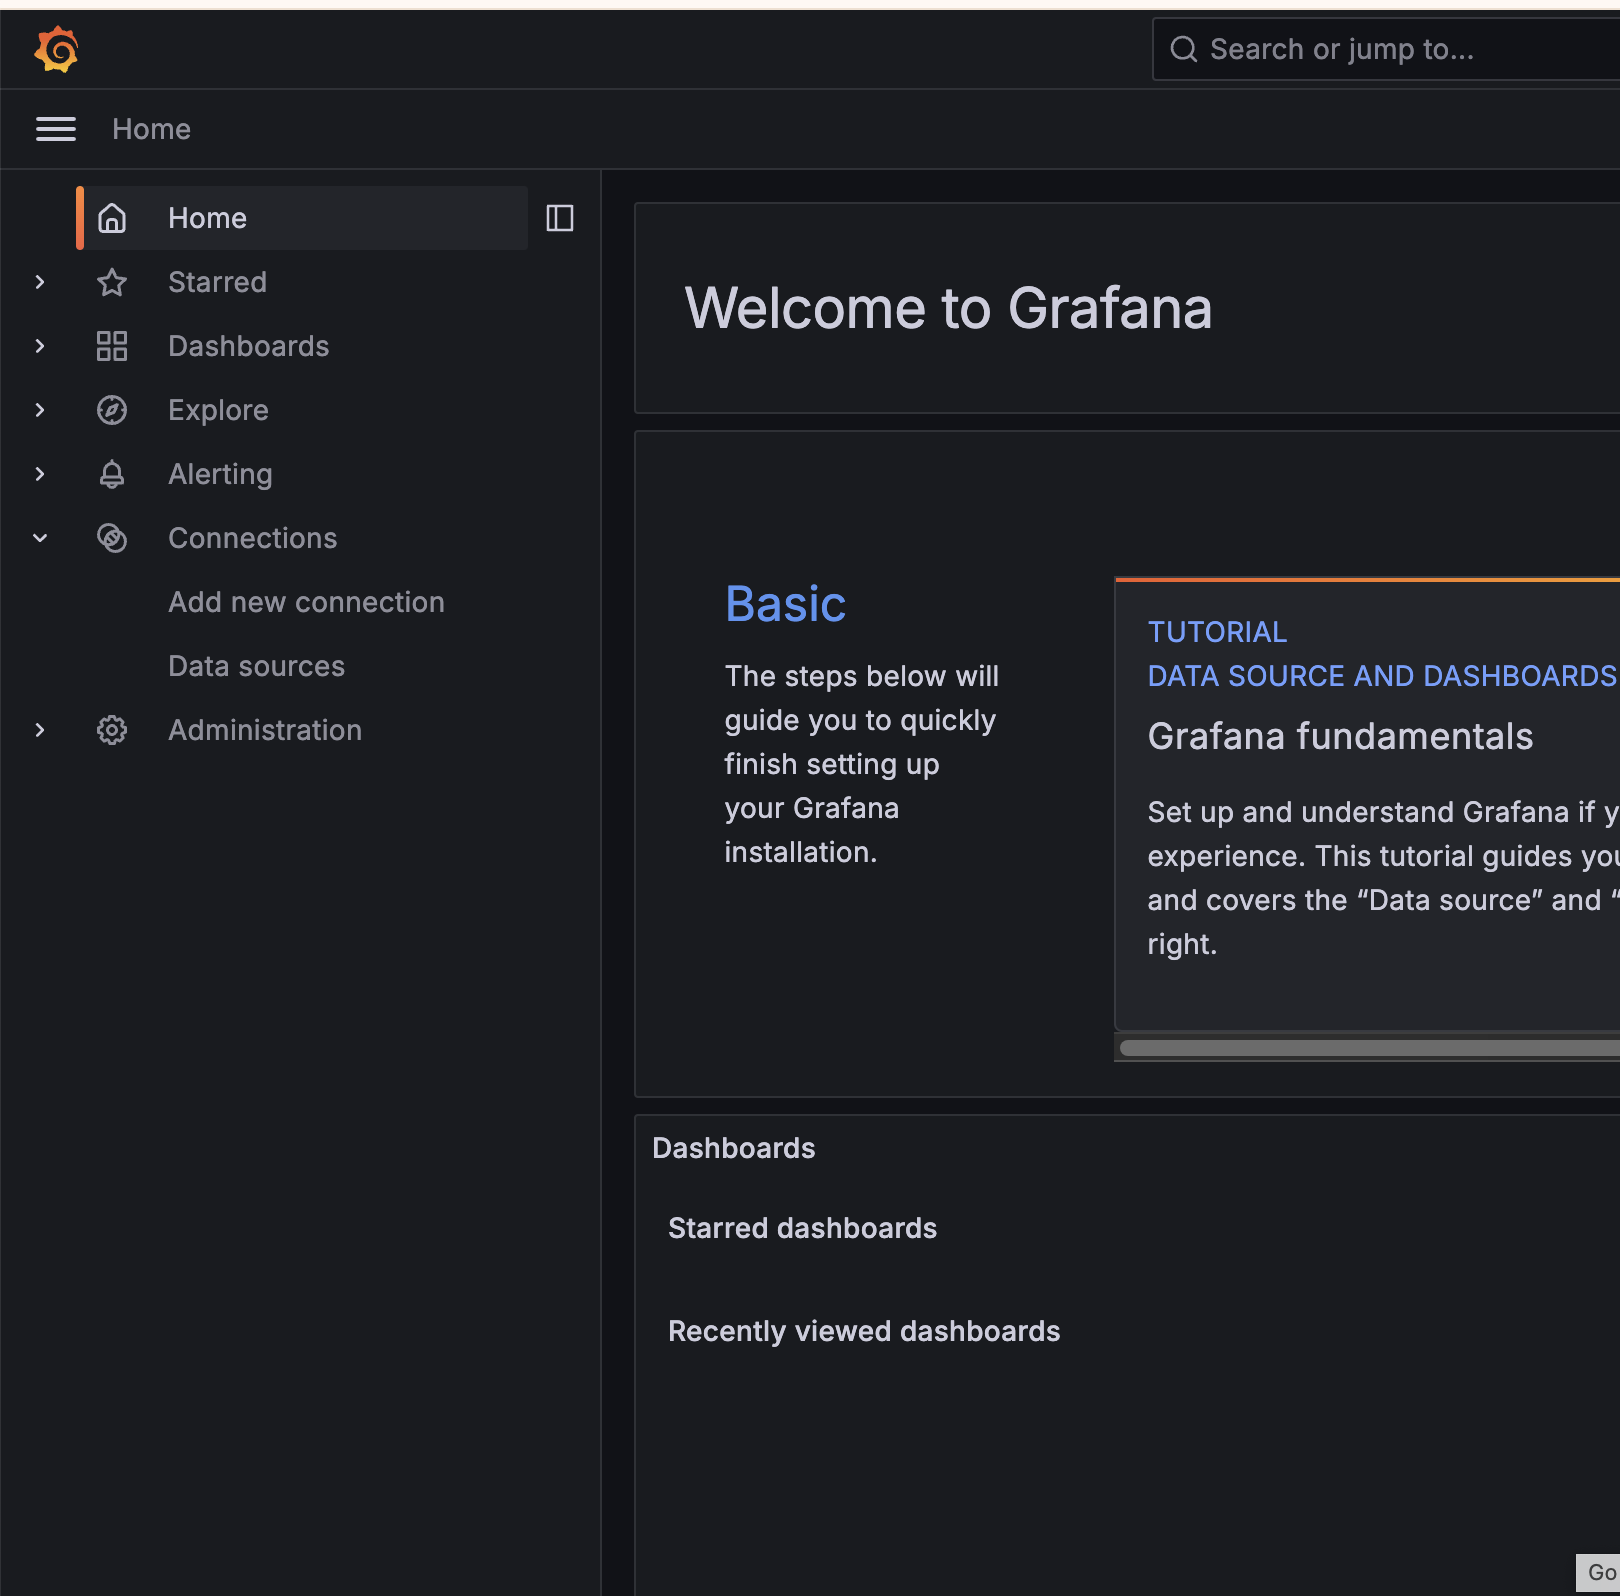 Search or jump to...
Home
Home
Starred
Dashboards
Explore
Alerting
Connections
Add new connection
Data sources
Administration
Welcome to Grafana
Basic
The steps below will
guide you to quickly
finish setting up
your Grafana
installation.
TUTORIAL
DATA SOURCE AND DASHBOARDS
Grafana fundamentals
Set up and understand Grafana if
experience. This tutorial guides
and covers the “Data source” and “
right.
Dashboards
Starred dashboards
Recently viewed dashboards